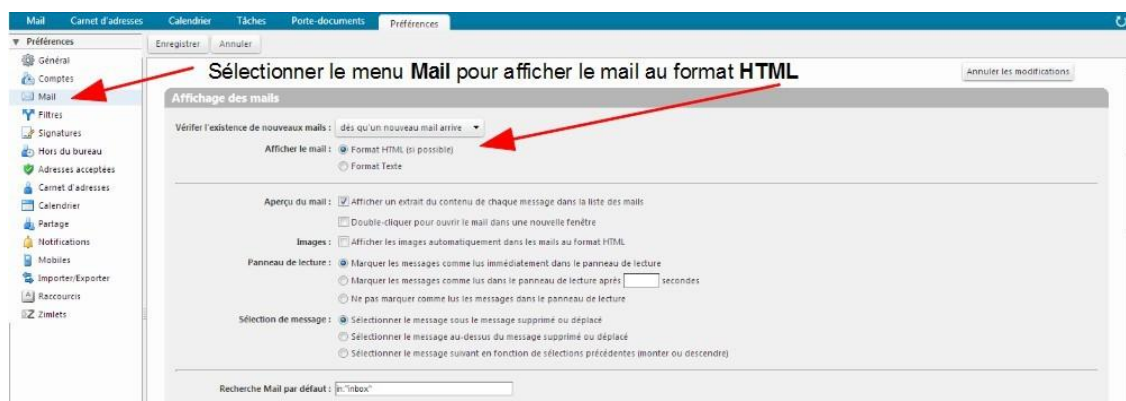 Mail Carnet d'adresses Calendrier Tâches Porte-documents Préférences
Préférences
Enregistrer Annuler
Général
Sélectionner le menu Mail pour afficher le mail au format HTML
Annuler les modifications
Comptes
Mail
Affichage des mails
Filtres
Signatures
Vérifer l'existence de nouveaux mails : dès qu'un nouveau mail arrive
Hors du bureau
Afficher le mail : Format HTML (si possible)
Adresses acceptées
Format Texte
Carnet d'adresses
Calendrier
Aperçu du mail : Afficher un extrait du contenu de chaque message dans la liste des mails
Partage
Double-cliquer pour ouvrir le mail dans une nouvelle fenêtre
Notifications
Images : Afficher les images automatiquement dans les mails au format HTML
Mobiles
Panneau de lecture : Marquer les messages comme lus immédiatement dans le panneau de lecture
Importer/Exporter
Marquer les messages comme lus dans le panneau de lecture après secondes
Raccourcis
Ne pas marquer comme lus les messages dans le panneau de lecture
Zimlets
Sélection de message : Sélectionner le message sous le message supprimé ou déplacé
Sélectionner le message au-dessus du message supprimé ou déplacé
Sélectionner le message suivant en fonction de sélections précédentes (monter ou descendre)
Recherche Mail par défaut : in:"inbox"